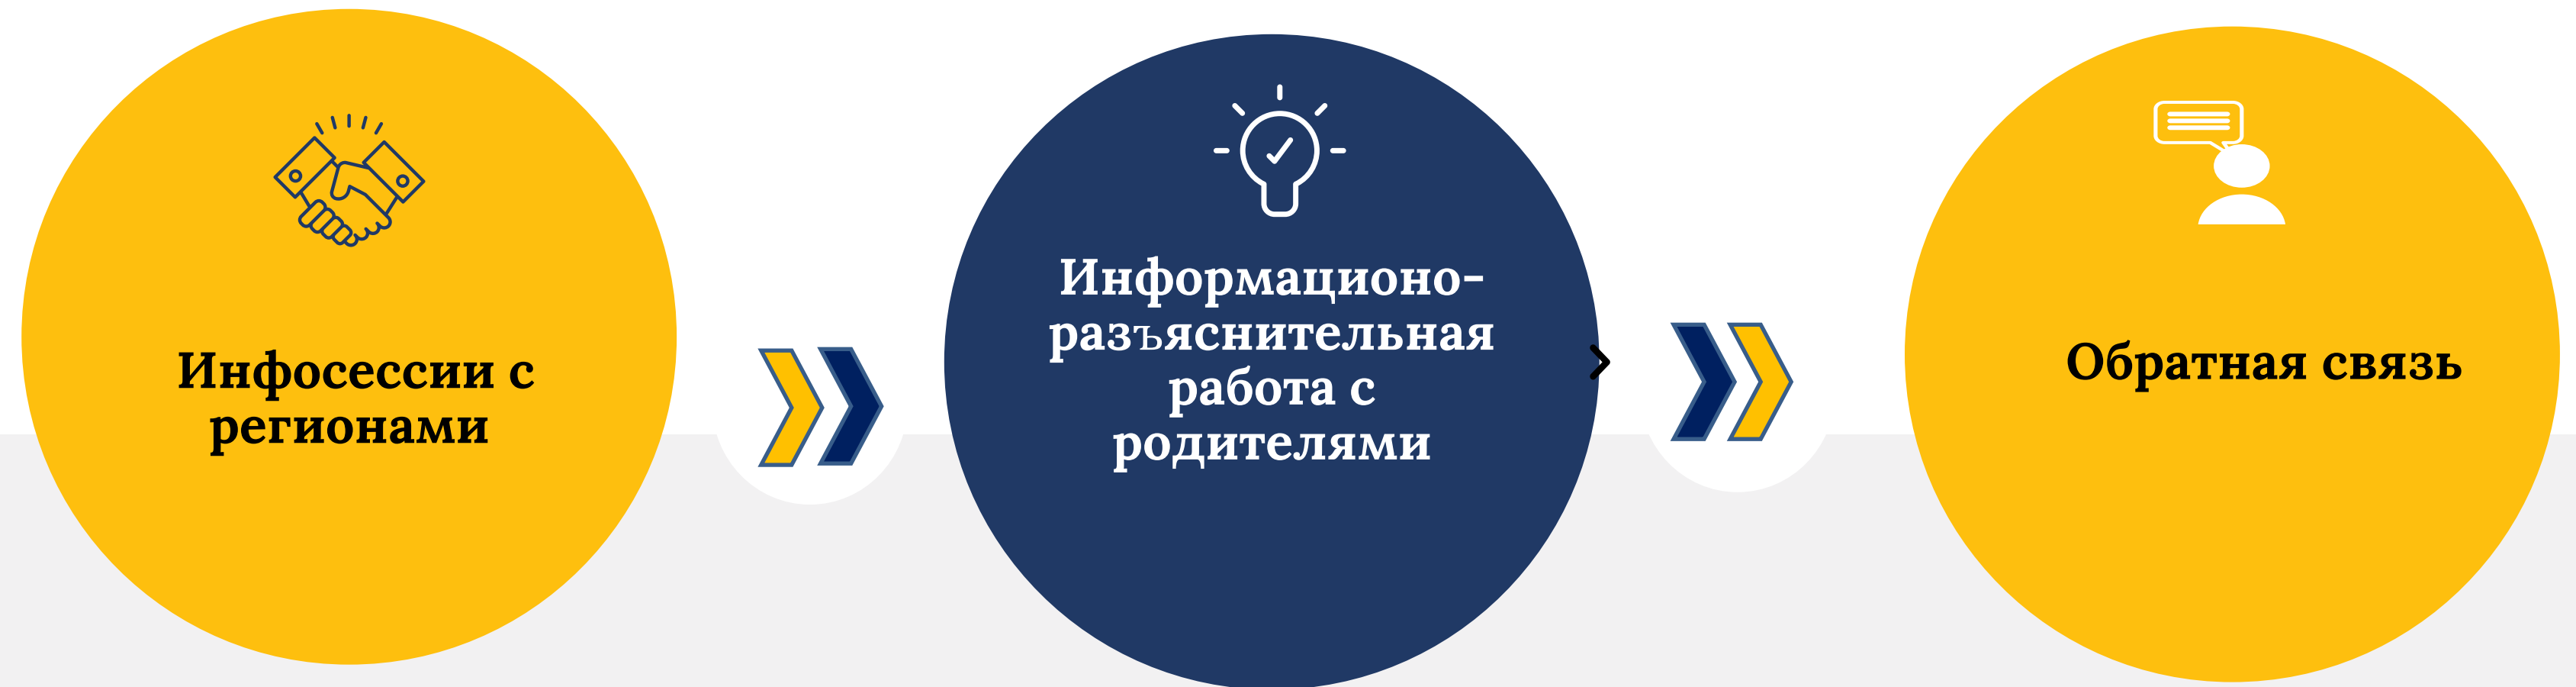 Инфосессии с
регионами
Информационо-
разъяснительная
работа с
родителями
Обратная связь